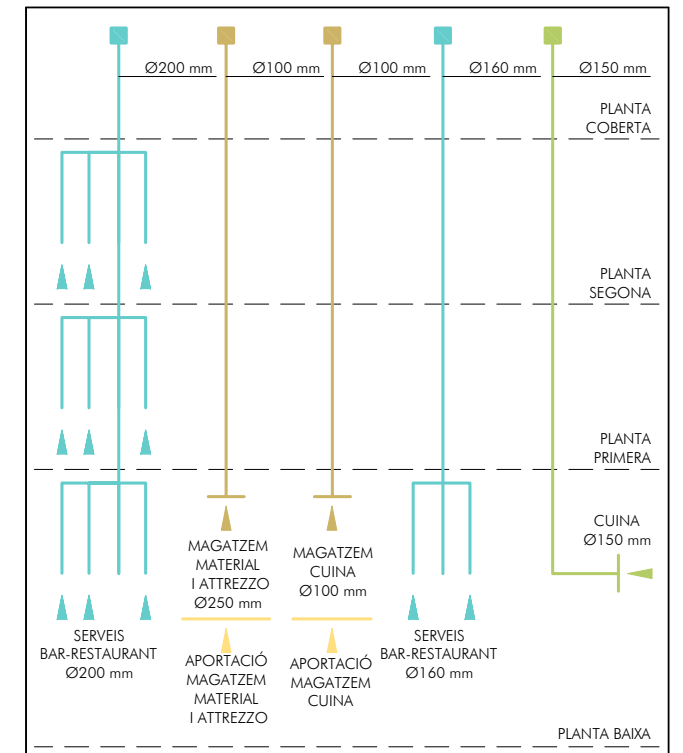 Ø200 mm Ø100 mm Ø100 mm Ø160 mm Ø150 mm
PLANTA
COBERTA
PLANTA
SEGONA
PLANTA
PRIMERA
CUINA
Ø150 mm
MAGATZEM
MATERIAL
I ATTREZZO
Ø250 mm
MAGATZEM
CUINA
Ø100 mm
SERVEIS
BAR-RESTAURANT
Ø200 mm
APORTACIÓ
MAGATZEM
MATERIAL
I ATTREZZO
APORTACIÓ
MAGATZEM
CUINA
SERVEIS
BAR-RESTAURANT
Ø160 mm
PLANTA BAIXA